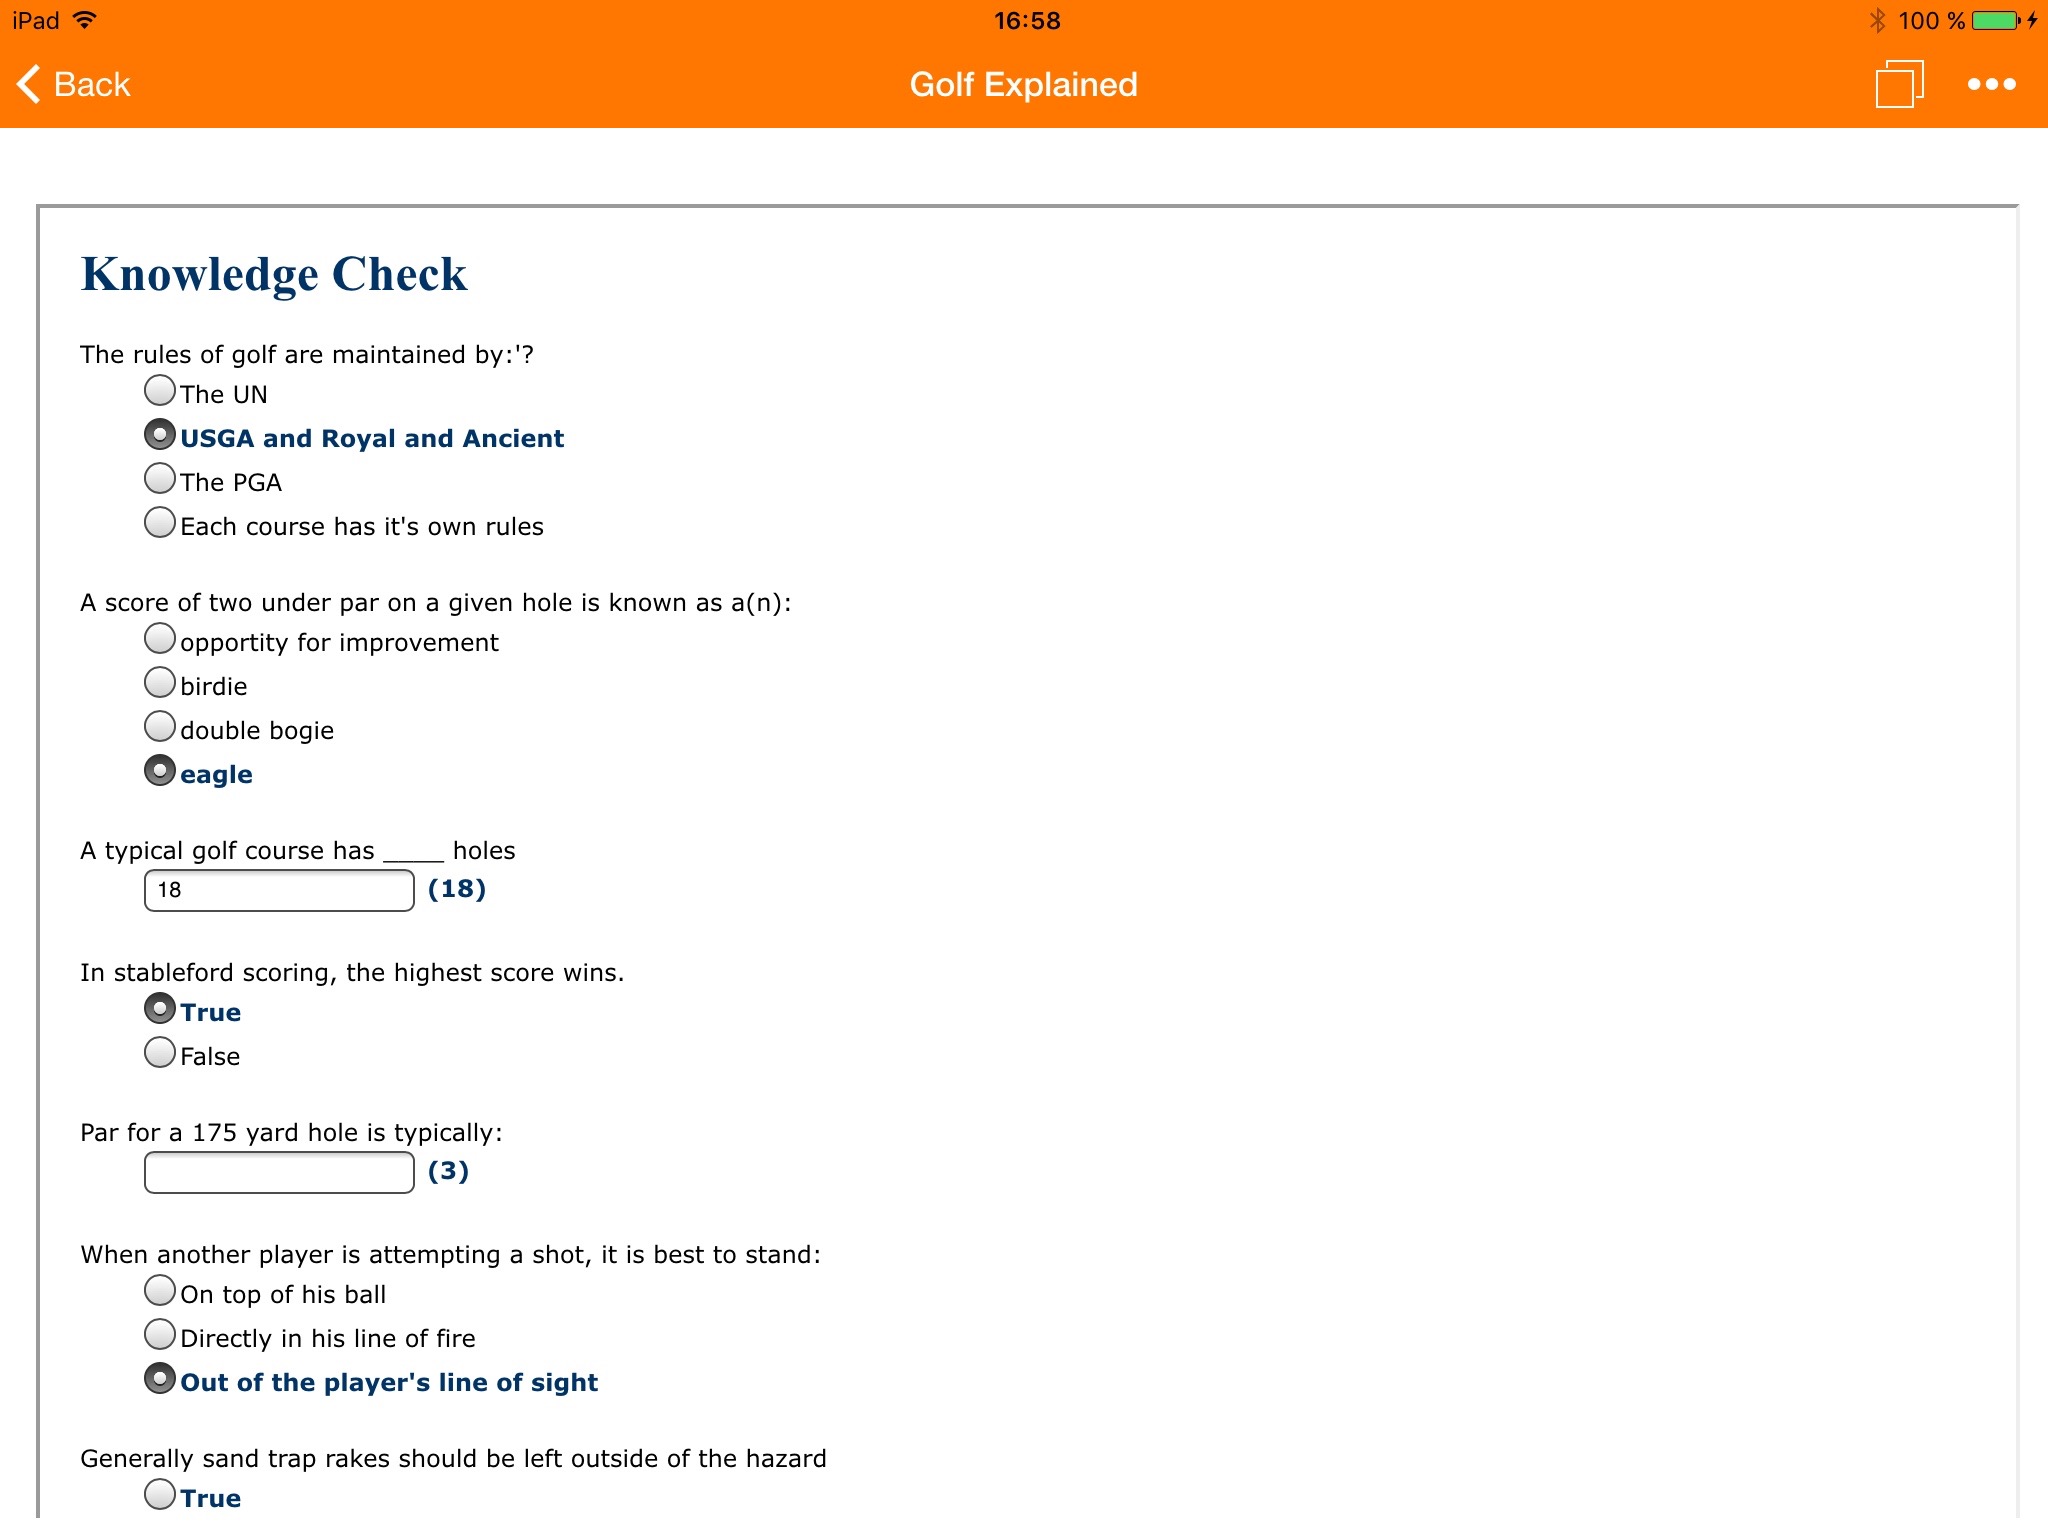 iPad 16:58 100 %
Back Golf Explained
Knowledge Check
The rules of golf are maintained by:'?
The UN
USGA and Royal and Ancient
The PGA
Each course has it's own rules
A score of two under par on a given hole is known as a(n):
opportity for improvement
birdie
double bogie
eagle
A typical golf course has ____ holes
18 (18)
In stableford scoring, the highest score wins.
True
False
Par for a 175 yard hole is typically:
(3)
When another player is attempting a shot, it is best to stand:
On top of his ball
Directly in his line of fire
Out of the player's line of sight
Generally sand trap rakes should be left outside of the hazard
True